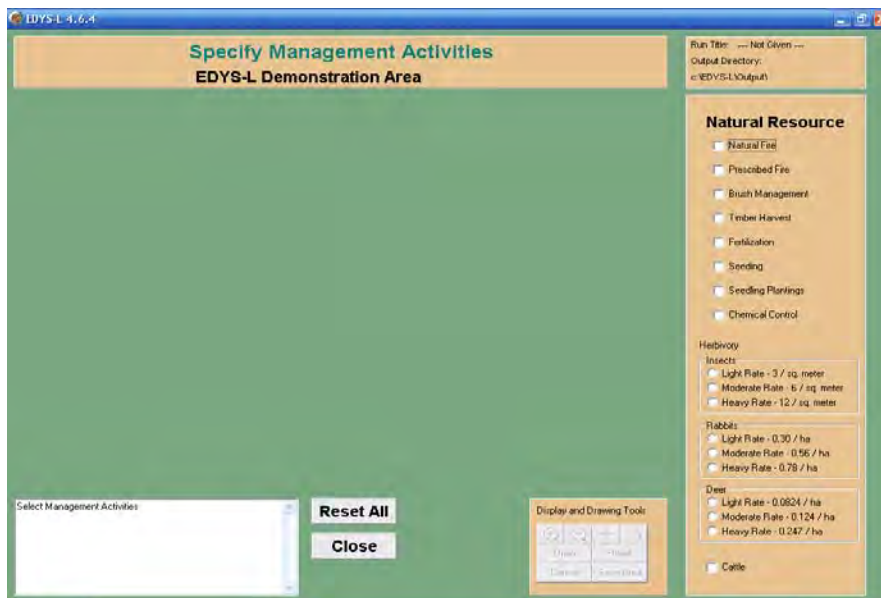 EDYS-L 4.6.4
Specify Management Activities
EDYS-L Demonstration Area
Run Title: --- Not Given ---
Output Directory:
c:\EDYS-L\Output\
Natural Resource
Natural Fire
Prescribed Fire
Brush Management
Timber Harvest
Fertilization
Seeding
Seedling Plantings
Chemical Control
Herbivory
Insects
Light Rate - 3 / sq. meter
Moderate Rate - 6 / sq. meter
Heavy Rate - 12 / sq. meter
Rabbits
Light Rate - 0.30 / ha
Moderate Rate - 0.56 / ha
Heavy Rate - 0.78 / ha
Deer
Light Rate - 0.0824 / ha
Moderate Rate - 0.124 / ha
Heavy Rate - 0.247 / ha
Cattle
Select Management Activities
Reset All
Close
Display and Drawing Tools